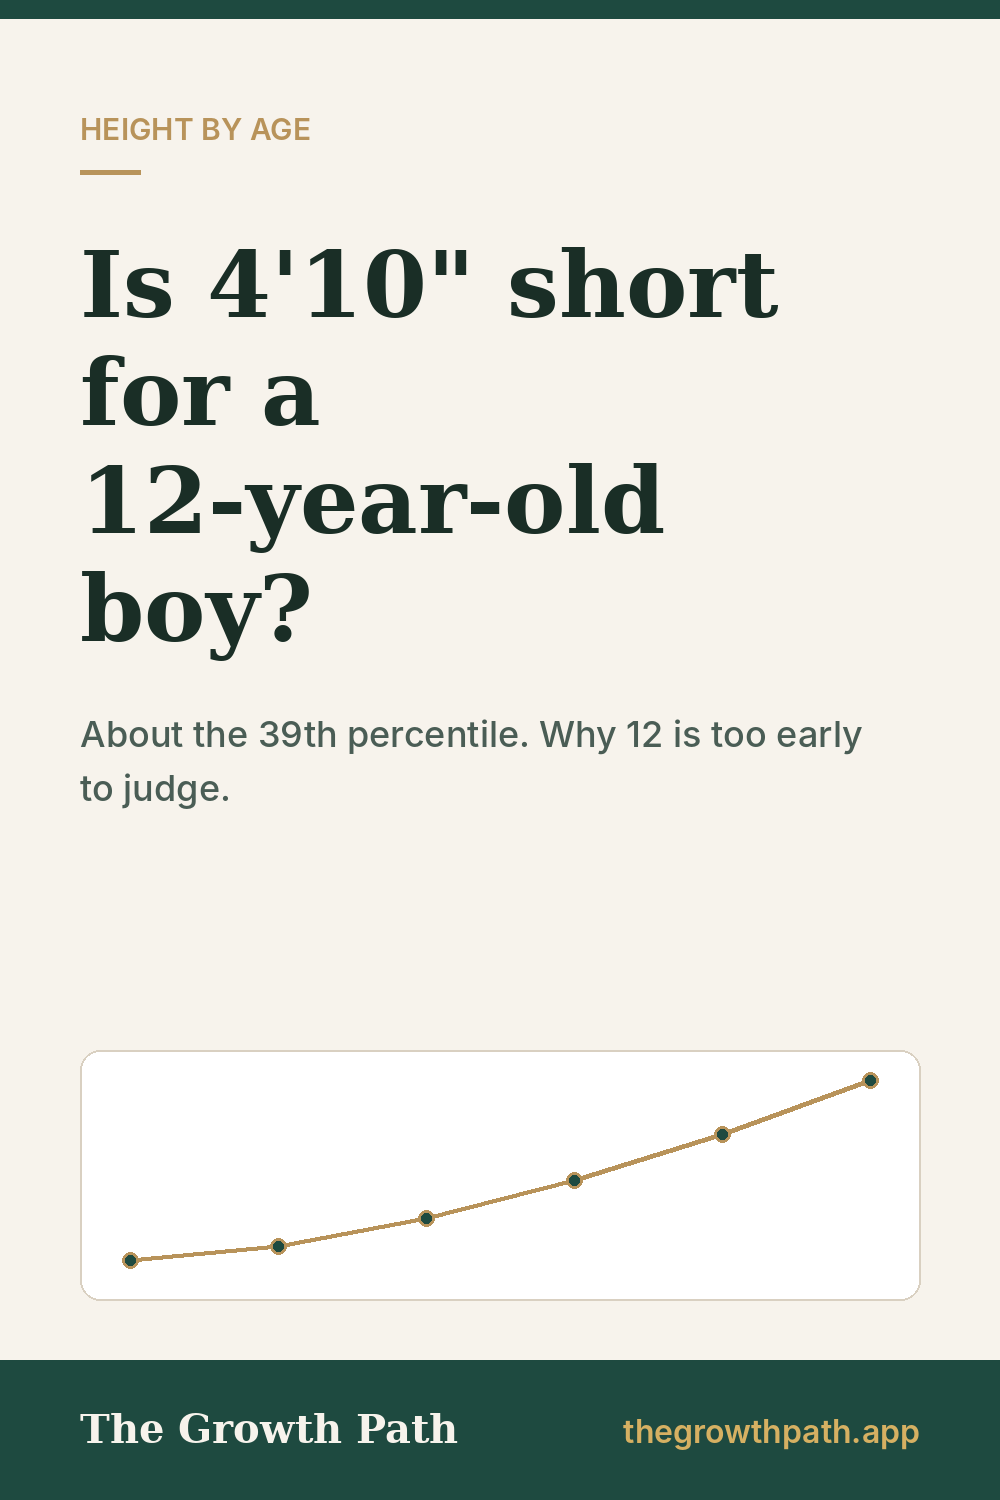 HEIGHT BY AGE
Is 4'10" short
for a
12-year-old
boy?
About the 39th percentile. Why 12 is too early
to judge.
The Growth Path
thegrowthpath.app